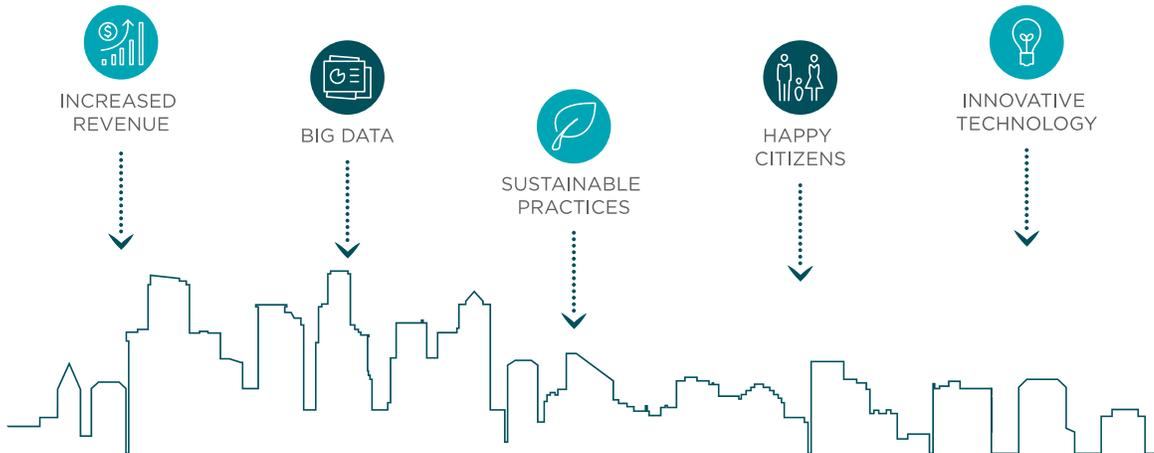 INCREASED
REVENUE
BIG DATA
SUSTAINABLE
PRACTICES
HAPPY
CITIZENS
INNOVATIVE
TECHNOLOGY
$